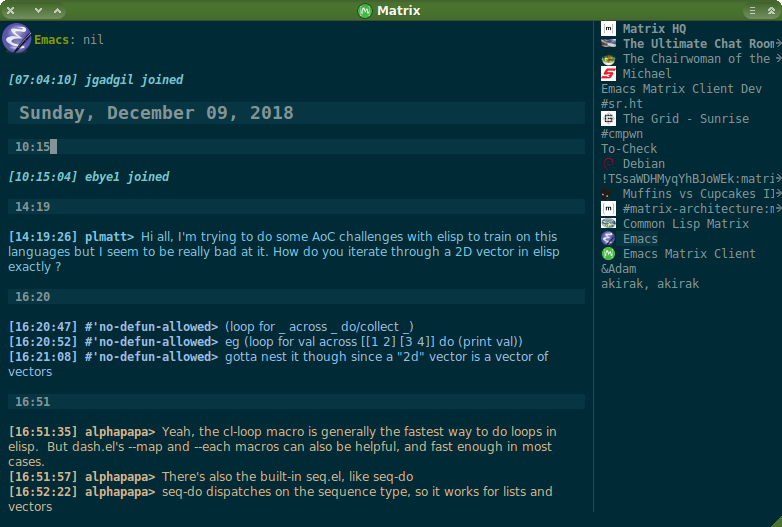 Matrix
Emacs: nil
[07:04:10] jgadgil joined
Sunday, December 09, 2018
10:15
[10:15:04] ebye1 joined
14:19
[14:19:26] plmatt> Hi all, I'm trying to do some AoC challenges with elisp to train on this
languages but I seem to be really bad at it. How do you iterate through a 2D vector in elisp
exactly ?
16:20
[16:20:47] #'no-defun-allowed> (loop for _ across _ do/collect _)
[16:20:52] #'no-defun-allowed> eg (loop for val across [[1 2] [3 4]] do (print val))
[16:21:08] #'no-defun-allowed> gotta nest it though since a "2d" vector is a vector of
vectors
16:51
[16:51:35] alphapapa> Yeah, the cl-loop macro is generally the fastest way to do loops in
elisp.  But dash.el's --map and --each macros can also be helpful, and fast enough in most
cases.
[16:51:57] alphapapa> There's also the built-in seq.el, like seq-do
[16:52:22] alphapapa> seq-do dispatches on the sequence type, so it works for lists and
vectors
Matrix HQ
The Ultimate Chat Room
The Chairwoman of the
Michael
Emacs Matrix Client Dev
#sr.ht
The Grid - Sunrise
#cmpwn
To-Check
Debian
!TSsaWDHMyqYhBJoWEk:matri
Muffins vs Cupcakes II
#matrix-architecture:m
Common Lisp Matrix
Emacs
Emacs Matrix Client
&Adam
akirak, akirak